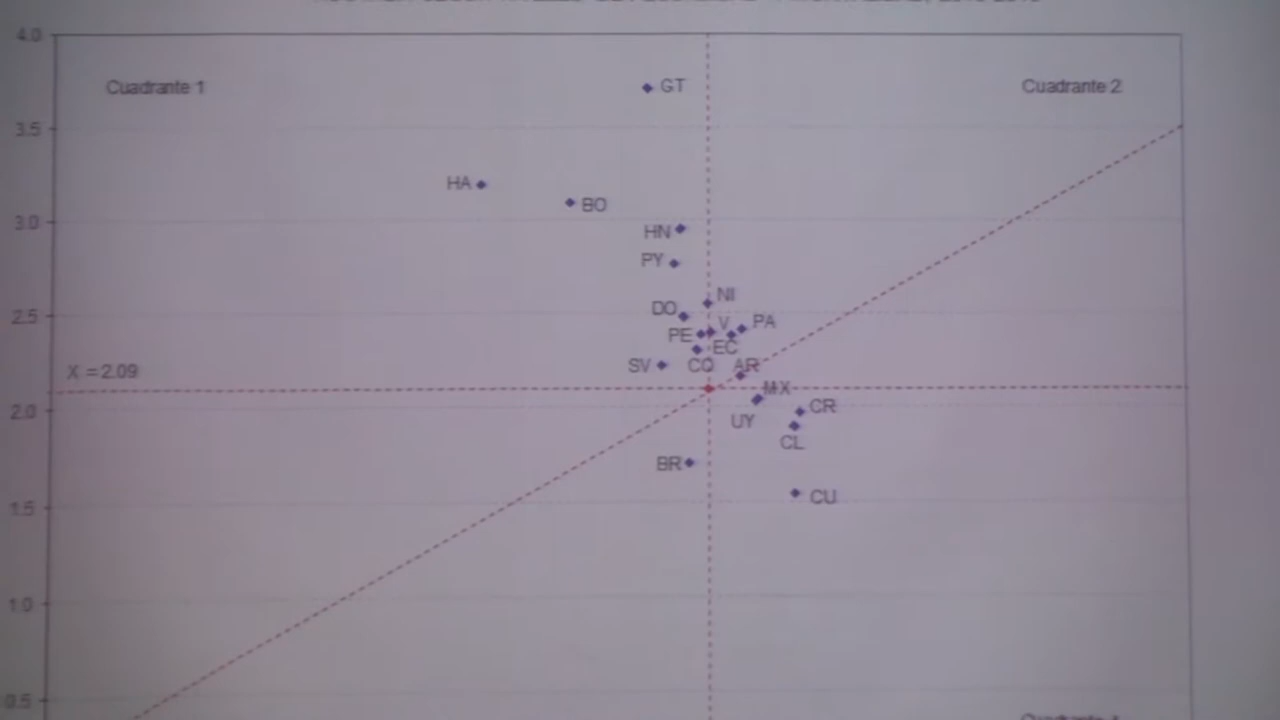 4.0
Cuadrante 1
GT
Cuadrante 2
3.5
HA
BO
3.0
HN
PY
NI
DO
2.5
V
PA
PE
EC
SV
CO
AR
X = 2.09
MX
2.0
CR
UY
CL
BR
CU
1.5
1.0
0.5